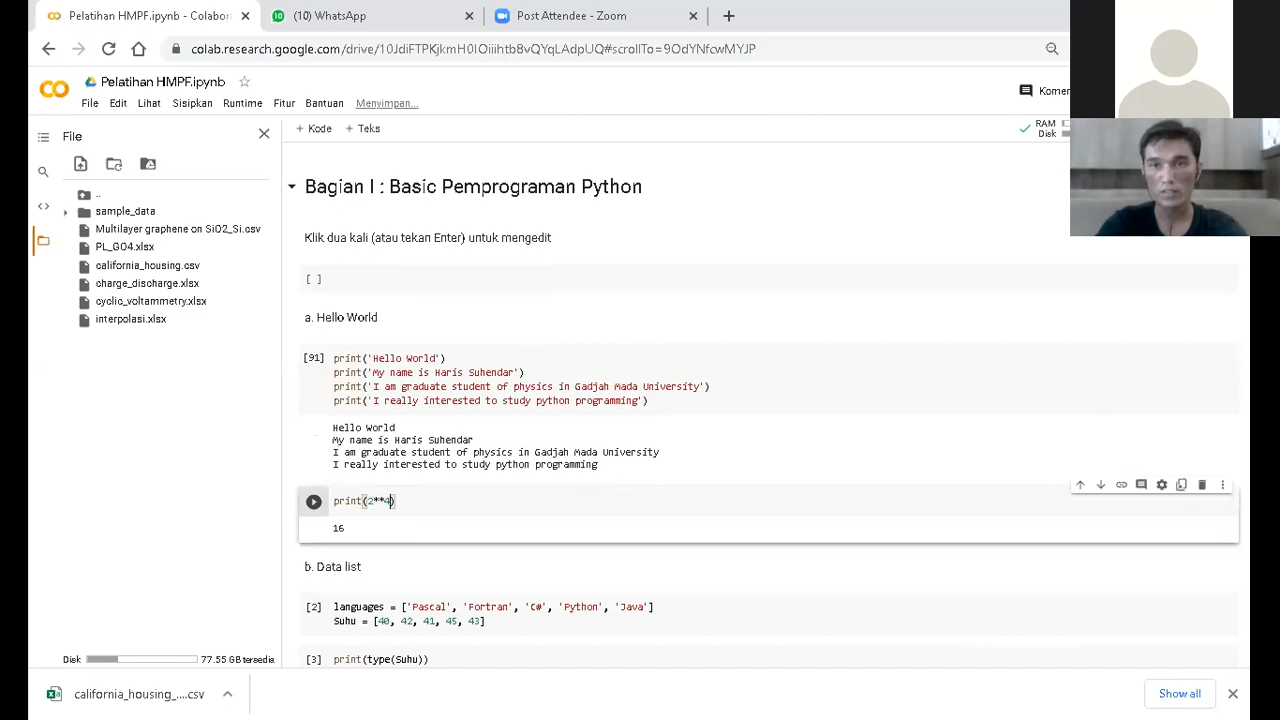 Pelatihan HMPF.ipynb - Colabor
(10) WhatsApp
Post Attendee - Zoom
colab.research.google.com/drive/10JdiFTPKjkmH0IOiihtb8vQYqLAdpUQ#scrollTo=9OdYNfcwMYJP
Pelatihan HMPF.ipynb
File Edit Lihat Sisipkan Runtime Fitur Bantuan Menyimpan...
Komen
File
+ Kode + Teks
RAM
Disk
..
sample_data
Multilayer graphene on SiO2_Si.csv
PL_GO4.xlsx
california_housing.csv
charge_discharge.xlsx
cyclic_voltammetry.xlsx
interpolasi.xlsx
Bagian I : Basic Pemprograman Python
Klik dua kali (atau tekan Enter) untuk mengedit
[ ]
a. Hello World
[91] print('Hello World')
print('My name is Haris Suhendar')
print('I am graduate student of physics in Gadjah Mada University')
print('I really interested to study python programming')
Hello World
My name is Haris Suhendar
I am graduate student of physics in Gadjah Mada University
I really interested to study python programming
print(2**4)
16
b. Data list
[2] languages = ['Pascal', 'Fortran', 'C#', 'Python', 'Java']
Suhu = [40, 42, 41, 45, 43]
[3] print(type(Suhu))
Disk 77.55 GB tersedia
california_housing_....csv
Show all